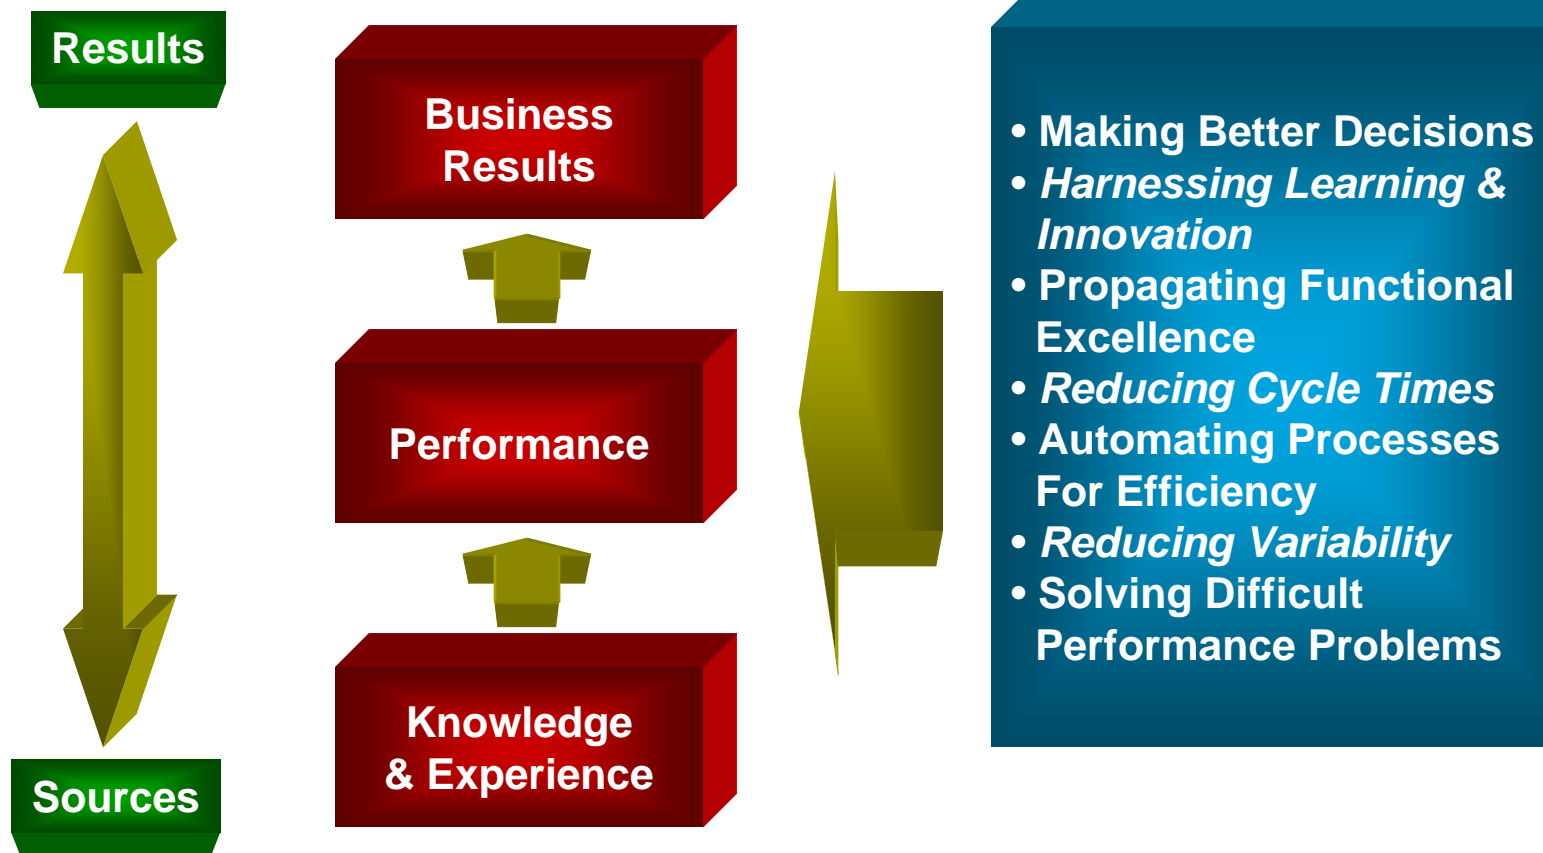 Results
Business
Results
Performance
Knowledge
& Experience
Sources
• Making Better Decisions
• Harnessing Learning &
Innovation
• Propagating Functional
Excellence
• Reducing Cycle Times
• Automating Processes
For Efficiency
• Reducing Variability
• Solving Difficult
Performance Problems